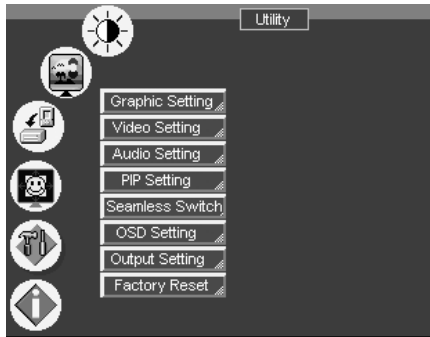 Utility
Graphic Setting
Video Setting
Audio Setting
PIP Setting
Seamless Switch
OSD Setting
Output Setting
Factory Reset